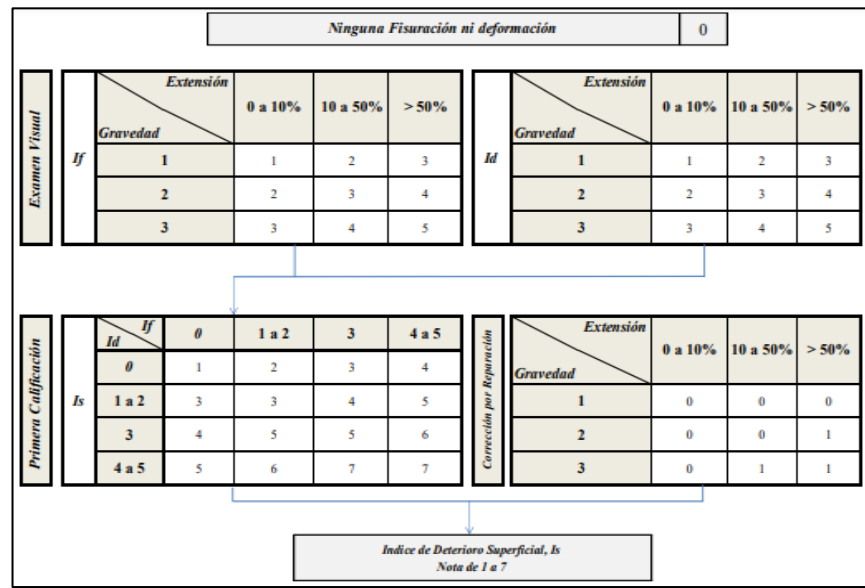 Ninguna Fisuración ni deformación 0
Examen Visual
If
Extensión
Gravedad
0 a 10% 10 a 50% > 50%
1 1 2 3
2 2 3 4
3 3 4 5
Id
Extensión
Gravedad
0 a 10% 10 a 50% > 50%
1 1 2 3
2 2 3 4
3 3 4 5
Primera Calificación
Is
If
Id
0 1 a 2 3 4 a 5
0 1 2 3 4
1 a 2 3 3 4 5
3 4 5 5 6
4 a 5 5 6 7 7
Corrección por Reparación
Extensión
Gravedad
0 a 10% 10 a 50% > 50%
1 0 0 0
2 0 0 1
3 0 1 1
Indice de Deterioro Superficial, Is
Nota de 1 a 7